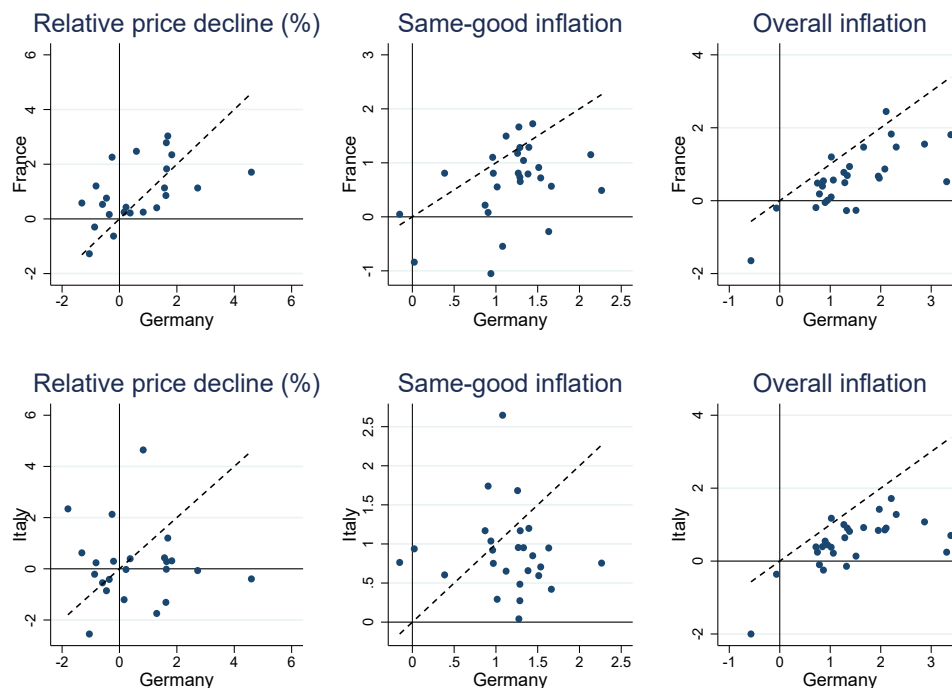 Relative price decline (%)
France
6
4
2
0
-2
-2 0 2 4 6
Germany
Same-good inflation
France
3
2
1
0
-1
0 .5 1 1.5 2 2.5
Germany
Overall inflation
France
4
2
0
-2
-1 0 1 2 3
Germany
Relative price decline (%)
Italy
6
4
2
0
-2
-2 0 2 4 6
Germany
Same-good inflation
Italy
2.5
2
1.5
1
.5
0
0 .5 1 1.5 2 2.5
Germany
Overall inflation
Italy
4
2
0
-2
-1 0 1 2 3
Germany